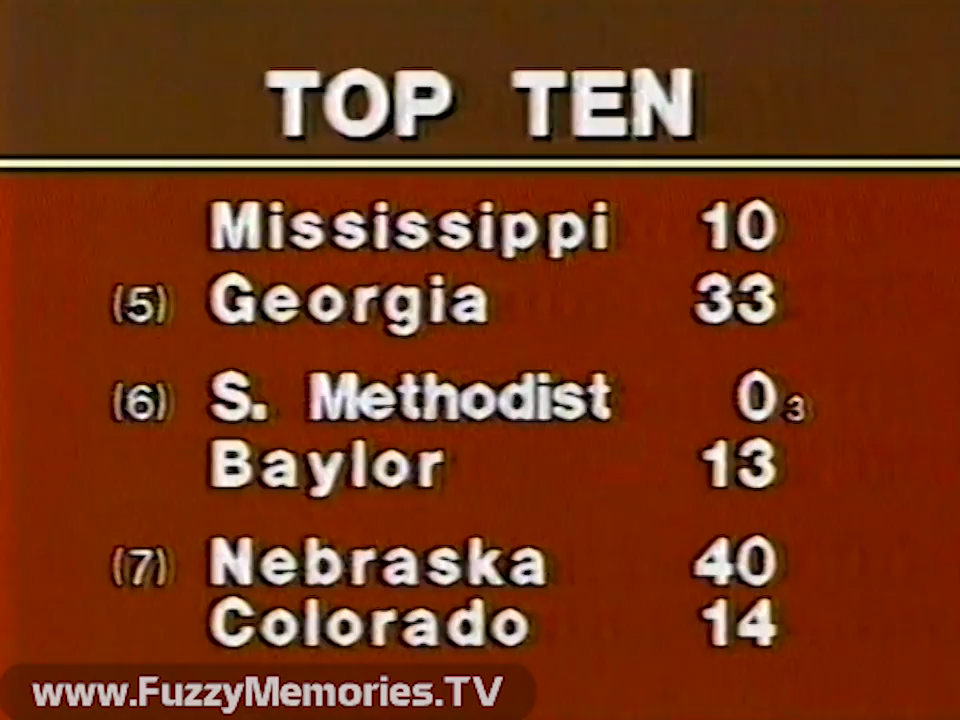 TOP TEN
Mississippi 10
(5) Georgia 33
(6) S. Methodist 0 3
Baylor 13
(7) Nebraska 40
Colorado 14
www.FuzzyMemories.TV